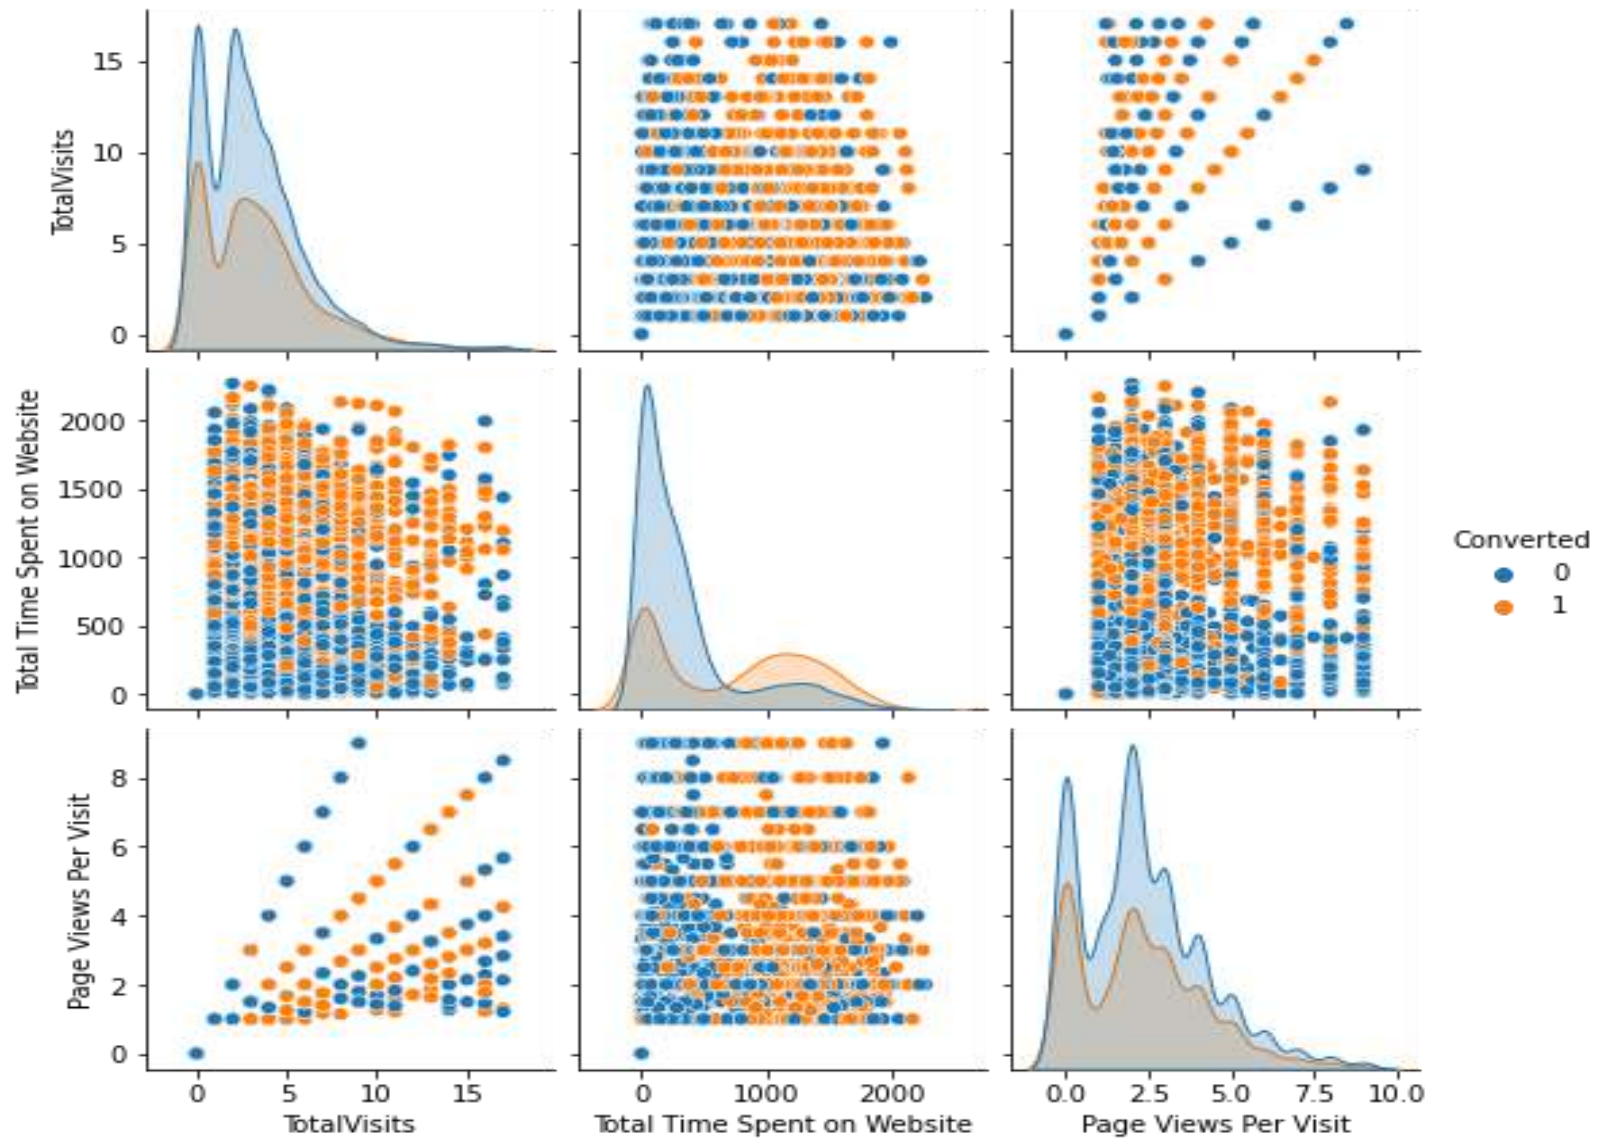 TotalVisits
15
10
5
0
Total Time Spent on Website
2000
1500
1000
500
0
Converted
0
1
Page Views Per Visit
8
6
4
2
0
0 5 10 15
TotalVisits
0 1000 2000
Total Time Spent on Website
0.0 2.5 5.0 7.5 10.0
Page Views Per Visit